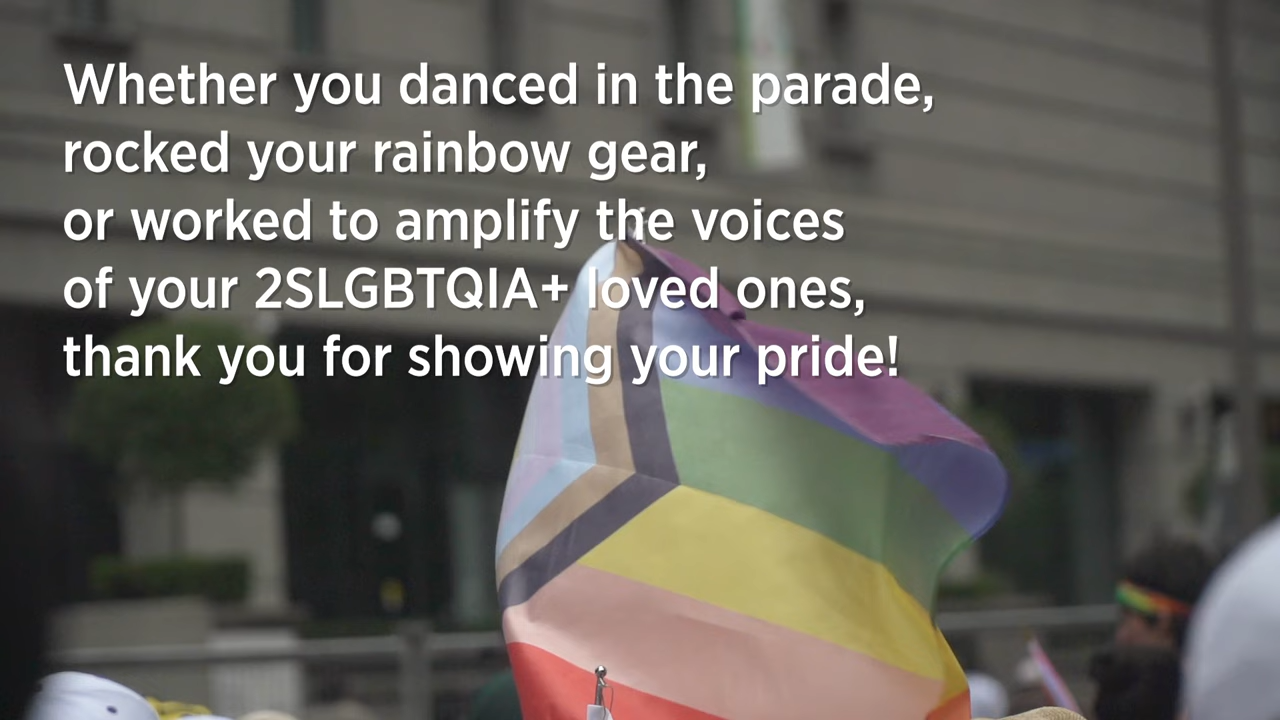 Whether you danced in the parade,
rocked your rainbow gear,
or worked to amplify the voices
of your 2SLGBTQIA+ loved ones,
thank you for showing your pride!